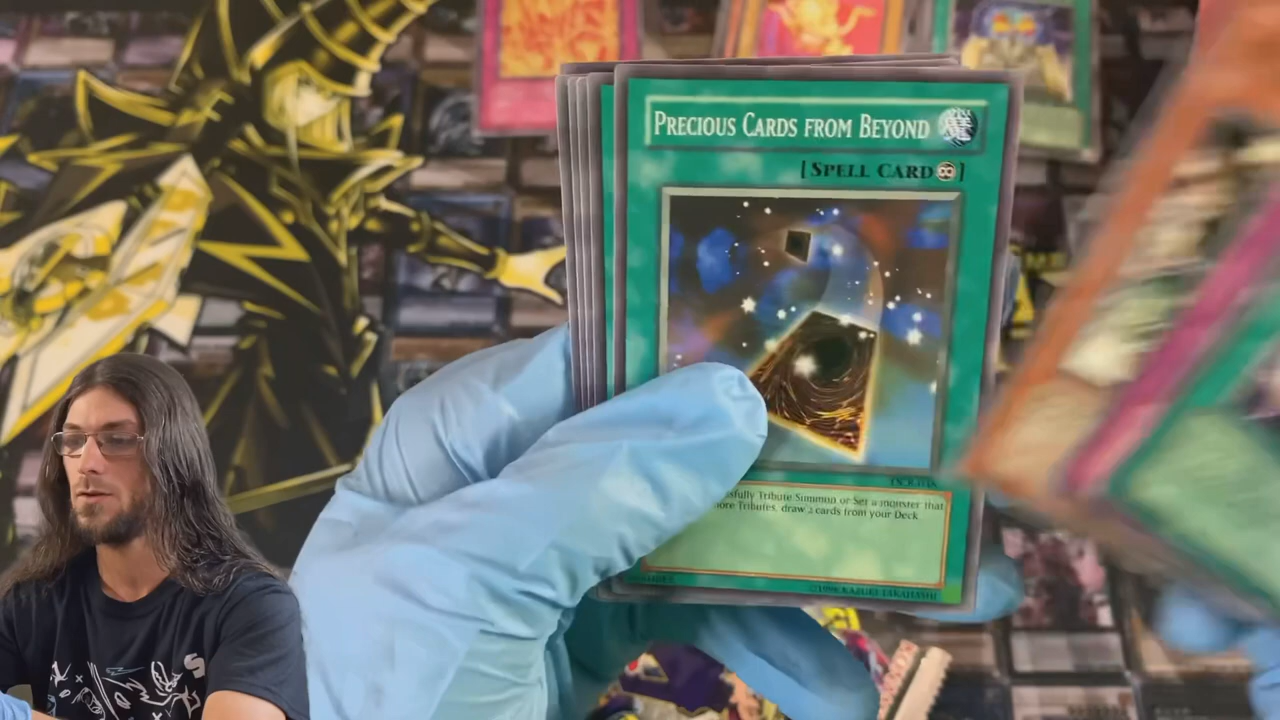 PRECIOUS CARDS FROM BEYOND
[SPELL CARD]
sfully Tribute Summon or Set a monster that
ore Tributes, draw 2 cards from your Deck
©1996 KAZUKI TAKAHASHI